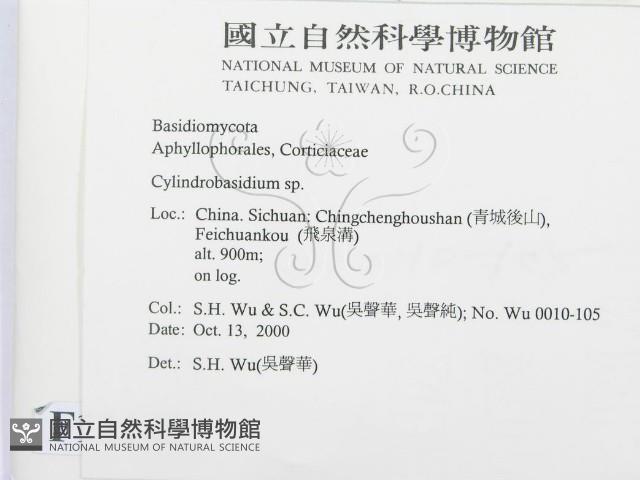 國立自然科學博物館
NATIONAL MUSEUM OF NATURAL SCIENCE
TAICHUNG, TAIWAN, R.O.CHINA
Basidiomycota
Aphyllophorales, Corticiaceae
Cylindrobasidium sp.
Loc.: China. Sichuan: Chingchenghoushan (青城後山),
Feichuankou (飛泉溝)
alt. 900m;
on log.
Col.: S.H. Wu & S.C. Wu(吳聲華, 吳聲純); No. Wu 0010-105
Date: Oct. 13, 2000
Det.: S.H. Wu(吳聲華)
F
國立自然科學博物館
NATIONAL MUSEUM OF NATURAL SCIENCE